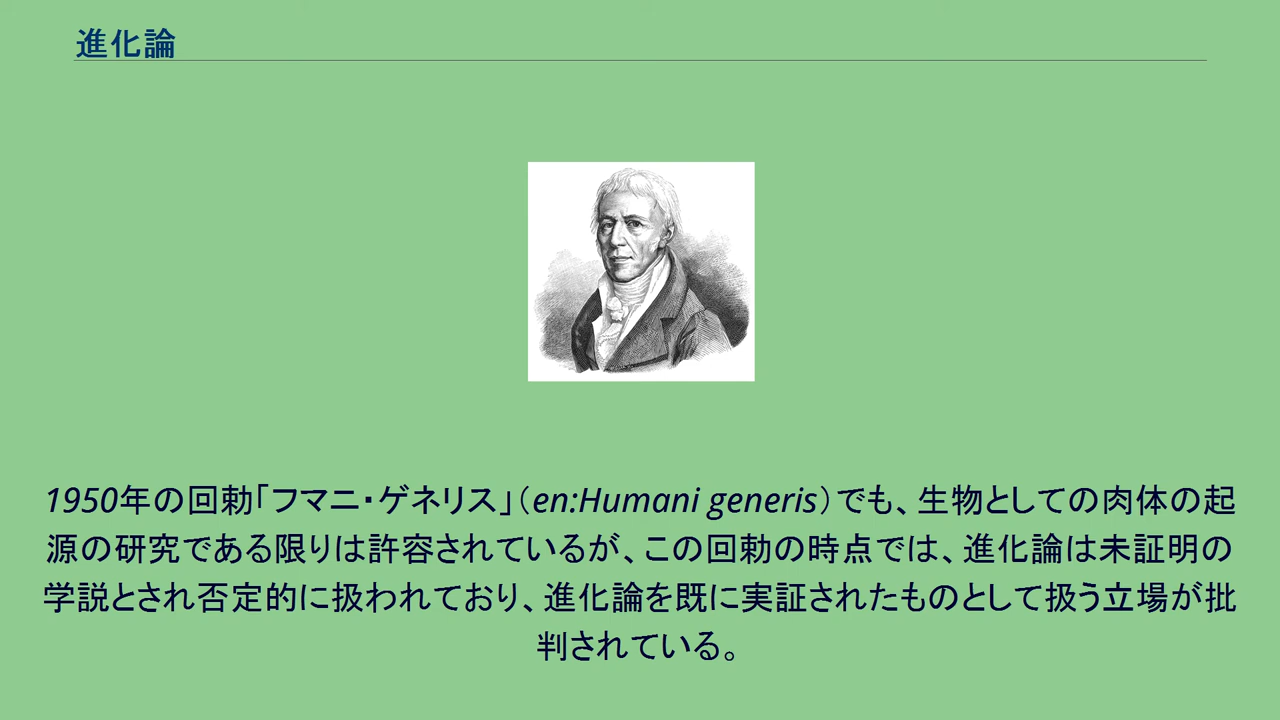 進化論
1950年の回勅｢フマニ・ゲネリス｣（en:Humani generis）でも、生物としての肉体の起
源の研究である限りは許容されているが、この回勅の時点では、進化論は未証明の
学説とされ否定的に扱われており、進化論を既に実証されたものとして扱う立場が批
判されている。